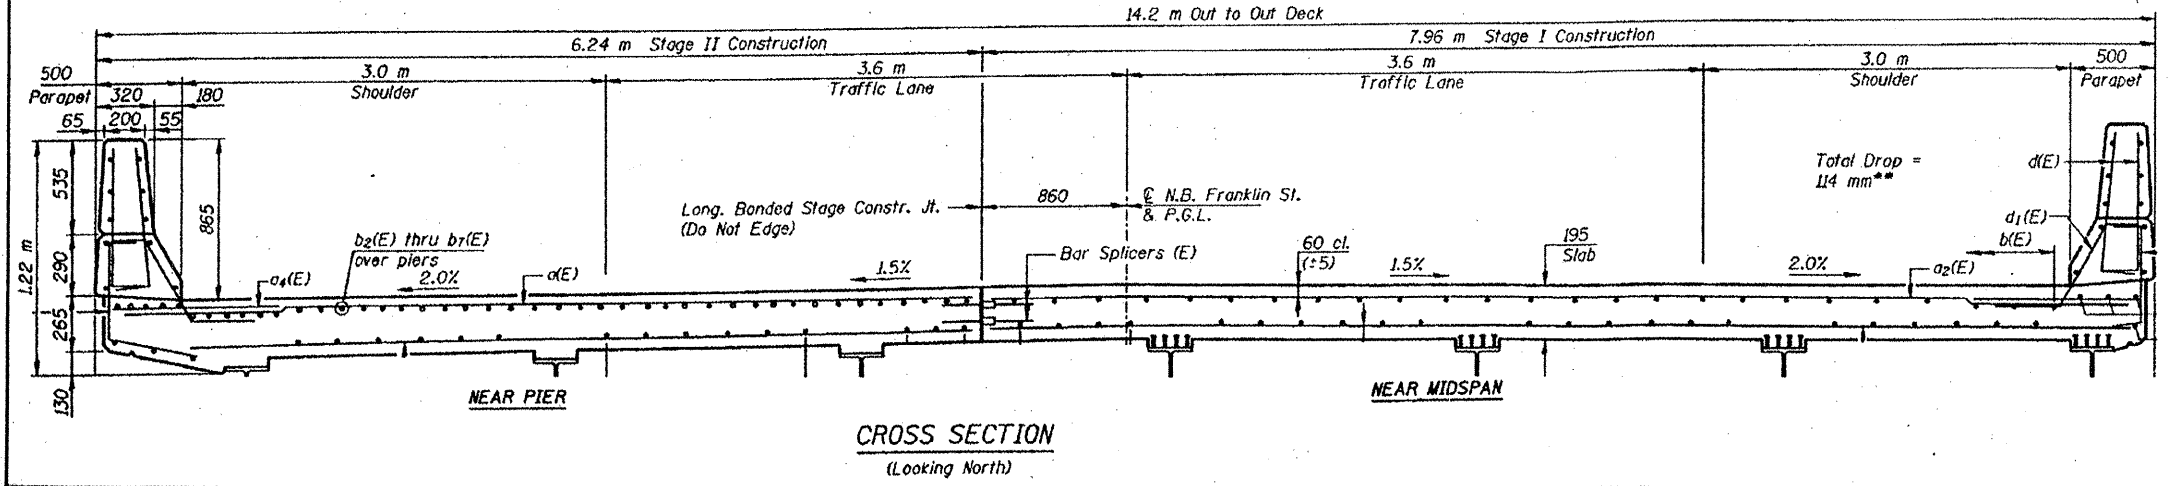 14.2 m Out to Out Deck
6.24 m Stage II Construction
7.96 m Stage I Construction
500
Parapet
3.0 m
Shoulder
3.6 m
Traffic Lane
3.6 m
Traffic Lane
3.0 m
Shoulder
500
Parapet
320
180
65
200
55
535
865
290
1.22 m
265
130
Long. Bonded Stage Constr. Jt.
(Do Not Edge)
860
℄ N.B. Franklin St.
& P.G.L.
Total Drop =
114 mm**
d(E)
d1(E)
b(E)
b2(E) thru b7(E)
over piers
a4(E)
2.0%
a(E)
1.5%
Bar Splicers (E)
60 cl.
(±5)
1.5%
195
Slab
2.0%
a2(E)
NEAR PIER
NEAR MIDSPAN
CROSS SECTION
(Looking North)